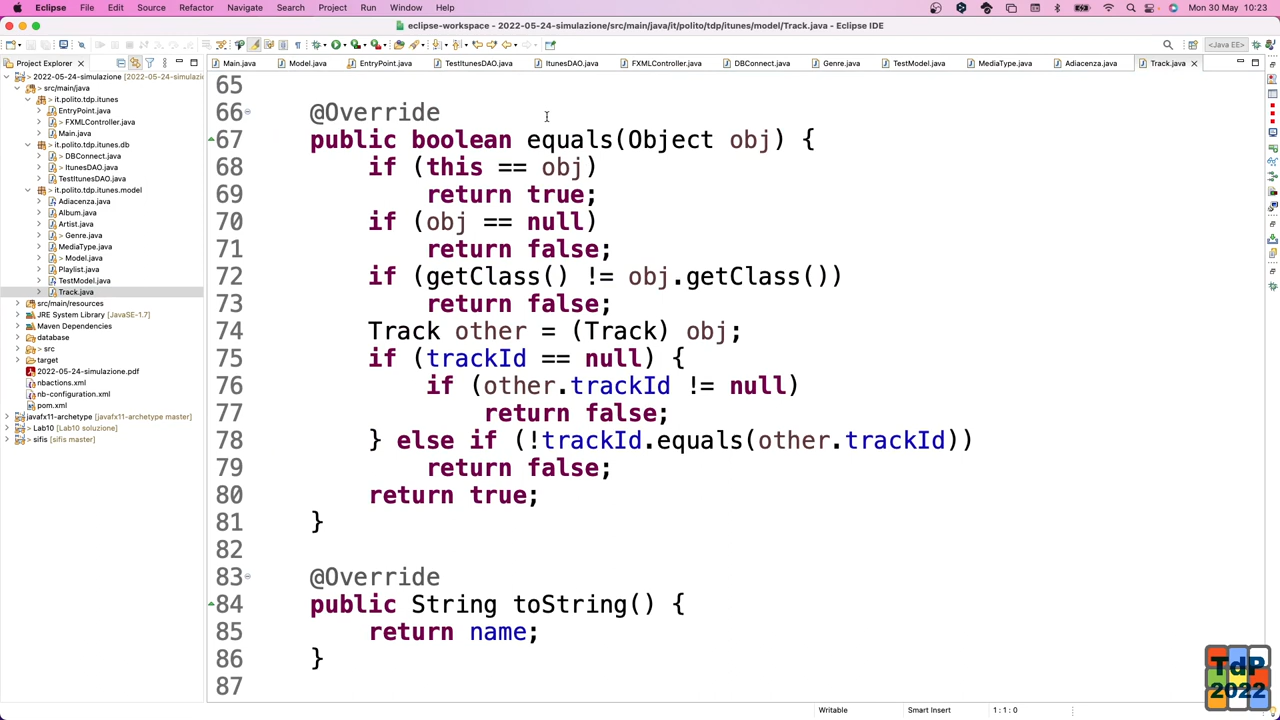 Eclipse File Edit Source Refactor Navigate Search Project Run Window Help Mon 30 May 10:23
eclipse-workspace - 2022-05-24-simulazione/src/main/java/it/polito/tdp/itunes/model/Track.java - Eclipse IDE
<Java EE>
Project Explorer
Main.java Model.java EntryPoint.java TestItunesDAO.java ItunesDAO.java FXMLController.java DBConnect.java Genre.java TestModel.java MediaType.java Adiacenza.java Track.java
> 2022-05-24-simulazione [2022-05-24-simulazi
src/main/java
it.polito.tdp.itunes
EntryPoint.java
> FXMLController.java
Main.java
it.polito.tdp.itunes.db
DBConnect.java
> ItunesDAO.java
TestItunesDAO.java
it.polito.tdp.itunes.model
Adiacenza.java
Album.java
Artist.java
> Genre.java
MediaType.java
> Model.java
Playlist.java
TestModel.java
Track.java
src/main/resources
JRE System Library [JavaSE-1.7]
Maven Dependencies
database
> src
target
2022-05-24-simulazione.pdf
nbactions.xml
nb-configuration.xml
pom.xml
javafx11-archetype [javafx11-archetype master]
> Lab10 [Lab10 soluzione]
> sifis [sifis master]
65
66 @Override
67 public boolean equals(Object obj) {
68 if (this == obj)
69 return true;
70 if (obj == null)
71 return false;
72 if (getClass() != obj.getClass())
73 return false;
74 Track other = (Track) obj;
75 if (trackId == null) {
76 if (other.trackId != null)
77 return false;
78 } else if (!trackId.equals(other.trackId))
79 return false;
80 return true;
81 }
82
83 @Override
84 public String toString() {
85 return name;
86 }
87
Writable Smart Insert 1 : 1 : 0
TdP
2022